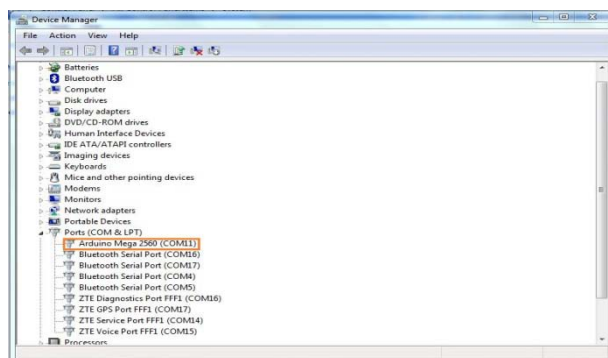 Device Manager
File Action View Help
Batteries
Bluetooth USB
Computer
Disk drives
Display adapters
DVD/CD-ROM drives
Human Interface Devices
IDE ATA/ATAPI controllers
Imaging devices
Keyboards
Mice and other pointing devices
Modems
Monitors
Network adapters
Portable Devices
Ports (COM & LPT)
Arduino Mega 2560 (COM11)
Bluetooth Serial Port (COM16)
Bluetooth Serial Port (COM17)
Bluetooth Serial Port (COM4)
Bluetooth Serial Port (COM5)
ZTE Diagnostics Port FFF1 (COM16)
ZTE GPS Port FFF1 (COM17)
ZTE Service Port FFF1 (COM14)
ZTE Voice Port FFF1 (COM15)
Processors